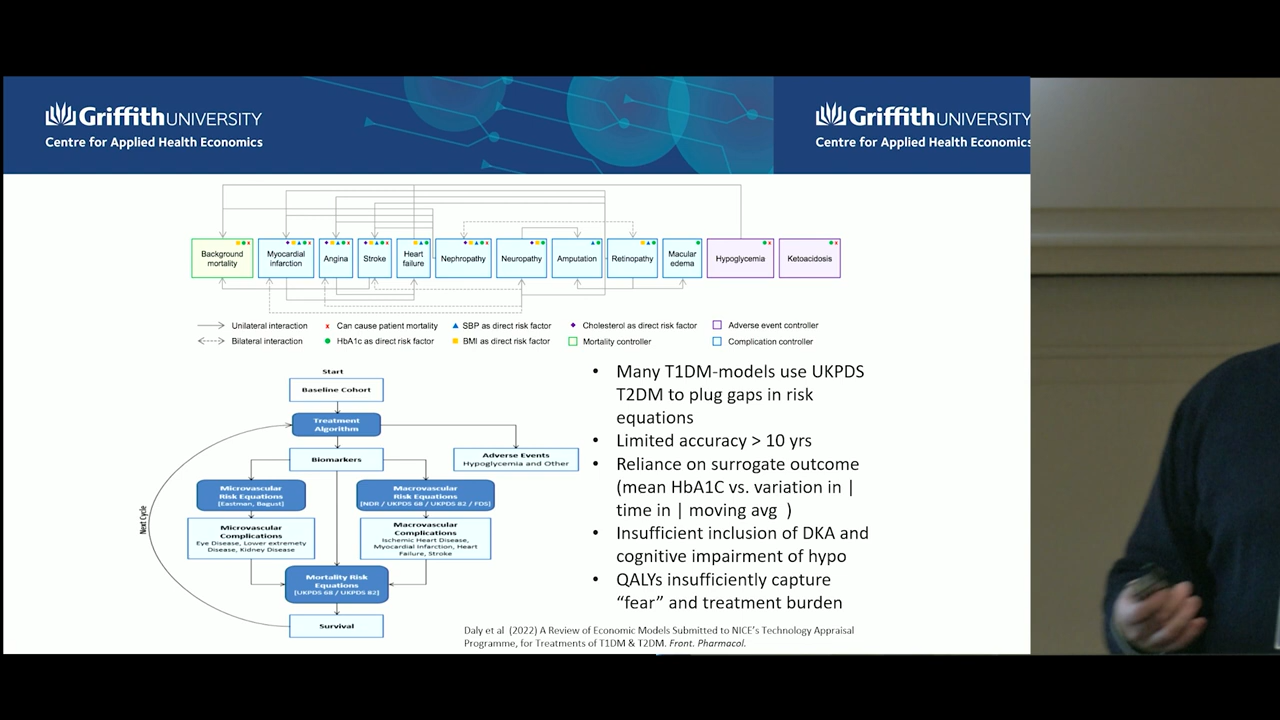 Griffith UNIVERSITY
Centre for Applied Health Economics
Griffith UNIVERSITY
Centre for Applied Health Economics
Background
mortality
Myocardial
infarction
Angina
Stroke
Heart
failure
Nephropathy
Neuropathy
Amputation
Retinopathy
Macular
edema
Hypoglycemia
Ketoacidosis
Unilateral interaction
Can cause patient mortality
SBP as direct risk factor
Cholesterol as direct risk factor
Adverse event controller
Bilateral interaction
HbA1c as direct risk factor
BMI as direct risk factor
Mortality controller
Complication controller
Start
Baseline Cohort
Treatment
Algorithm
Biomarkers
Adverse Events
Hypoglycemia and Other
Microvascular
Risk Equations
[Eastman, Bagust]
Macrovascular
Risk Equations
[NDR / UKPDS 68 / UKPDS 82 / FDS]
Next Cycle
Microvascular
Complications
Eye Disease, Lower extremety
Disease, Kidney Disease
Macrovascular
Complications
Ischemic Heart Disease,
Myocardial Infarction, Heart
Failure, Stroke
Mortality Risk
Equations
[UKPDS 68 / UKPDS 82]
Survival
• Many T1DM-models use UKPDS
T2DM to plug gaps in risk
equations
• Limited accuracy > 10 yrs
• Reliance on surrogate outcome
(mean HbA1C vs. variation in |
time in | moving avg )
• Insufficient inclusion of DKA and
cognitive impairment of hypo
• QALYs insufficiently capture
“fear” and treatment burden
Daly et al (2022) A Review of Economic Models Submitted to NICE’s Technology Appraisal
Programme, for Treatments of T1DM & T2DM. Front. Pharmacol.